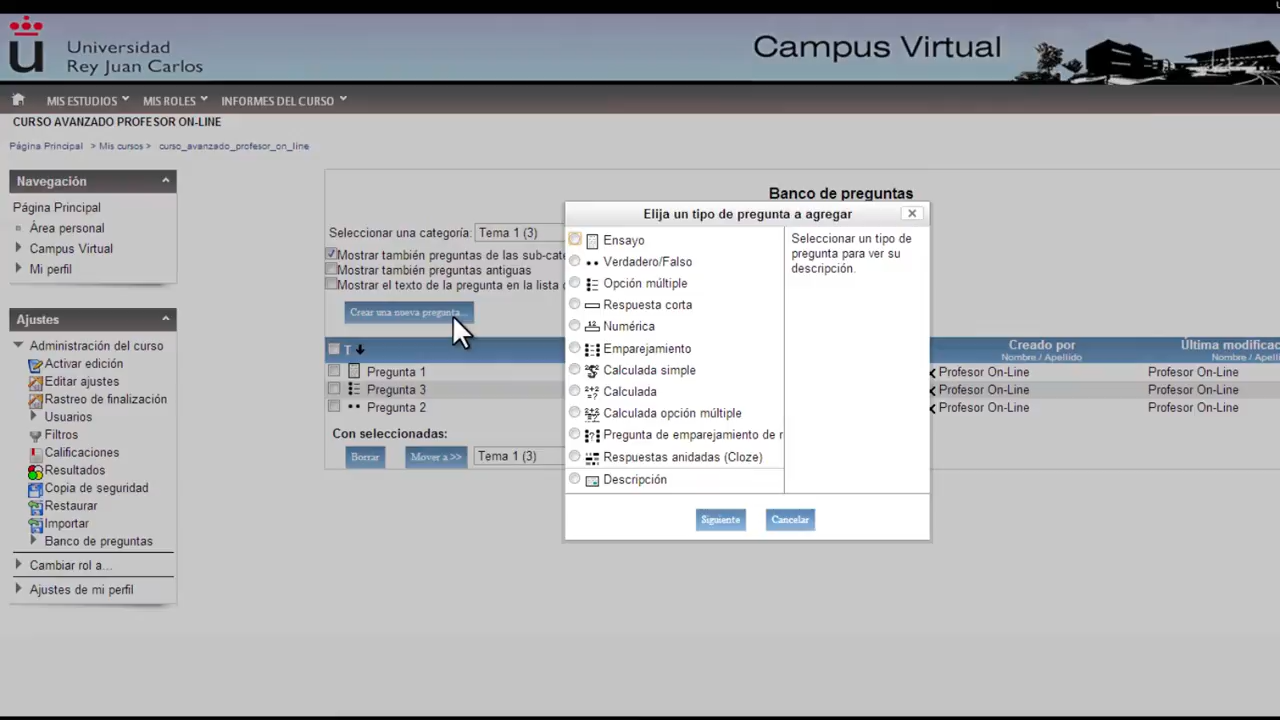 Universidad
Rey Juan Carlos
Campus Virtual
MIS ESTUDIOS MIS ROLES INFORMES DEL CURSO
CURSO AVANZADO PROFESOR ON-LINE
Página Principal > Mis cursos > curso_avanzado_profesor_on_line
Navegación
Página Principal
Área personal
Campus Virtual
Mi perfil
Ajustes
Administración del curso
Activar edición
Editar ajustes
Rastreo de finalización
Usuarios
Filtros
Calificaciones
Resultados
Copia de seguridad
Restaurar
Importar
Banco de preguntas
Cambiar rol a...
Ajustes de mi perfil
Banco de preguntas
Seleccionar una categoría: Tema 1 (3)
Mostrar también preguntas de las sub-cate
Mostrar también preguntas antiguas
Mostrar el texto de la pregunta en la lista
Crear una nueva pregunta...
T
Creado por
Última modifica
Nombre / Apellido
Nombre / Apelli
Pregunta 1
Profesor On-Line Profesor On-Line
Pregunta 3
Profesor On-Line Profesor On-Line
Pregunta 2
Profesor On-Line Profesor On-Line
Con seleccionadas:
Borrar Mover a >> Tema 1 (3)
Elija un tipo de pregunta a agregar
Ensayo
Verdadero/Falso
Opción múltiple
Respuesta corta
Numérica
Emparejamiento
Calculada simple
Calculada
Calculada opción múltiple
Pregunta de emparejamiento de r
Respuestas anidadas (Cloze)
Descripción
Seleccionar un tipo de
pregunta para ver su
descripción.
Siguiente Cancelar